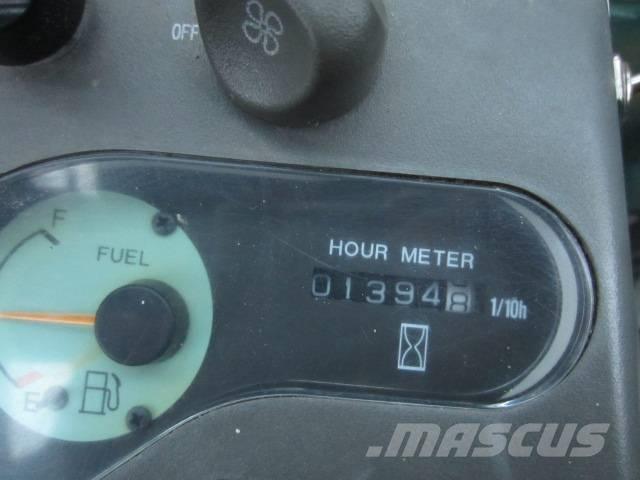 OFF
F
FUEL
HOUR METER
013948 1/10h
E
MASCUS